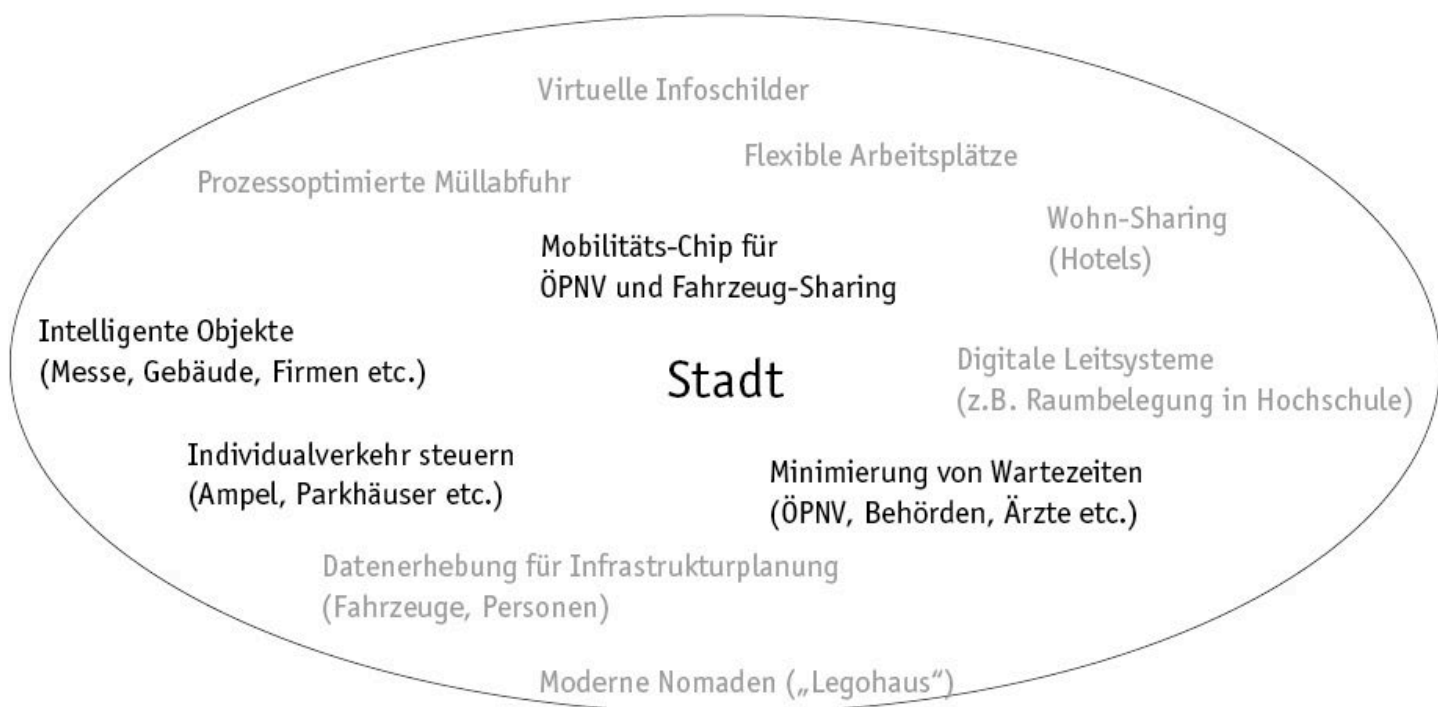 Virtuelle Infoschilder
Flexible Arbeitsplätze
Prozessoptimierte Müllabfuhr
Wohn-Sharing
(Hotels)
Mobilitäts-Chip für
ÖPNV und Fahrzeug-Sharing
Intelligente Objekte
(Messe, Gebäude, Firmen etc.)
Stadt
Digitale Leitsysteme
(z.B. Raumbelegung in Hochschule)
Individualverkehr steuern
(Ampel, Parkhäuser etc.)
Minimierung von Wartezeiten
(ÖPNV, Behörden, Ärzte etc.)
Datenerhebung für Infrastrukturplanung
(Fahrzeuge, Personen)
Moderne Nomaden („Legohaus“)